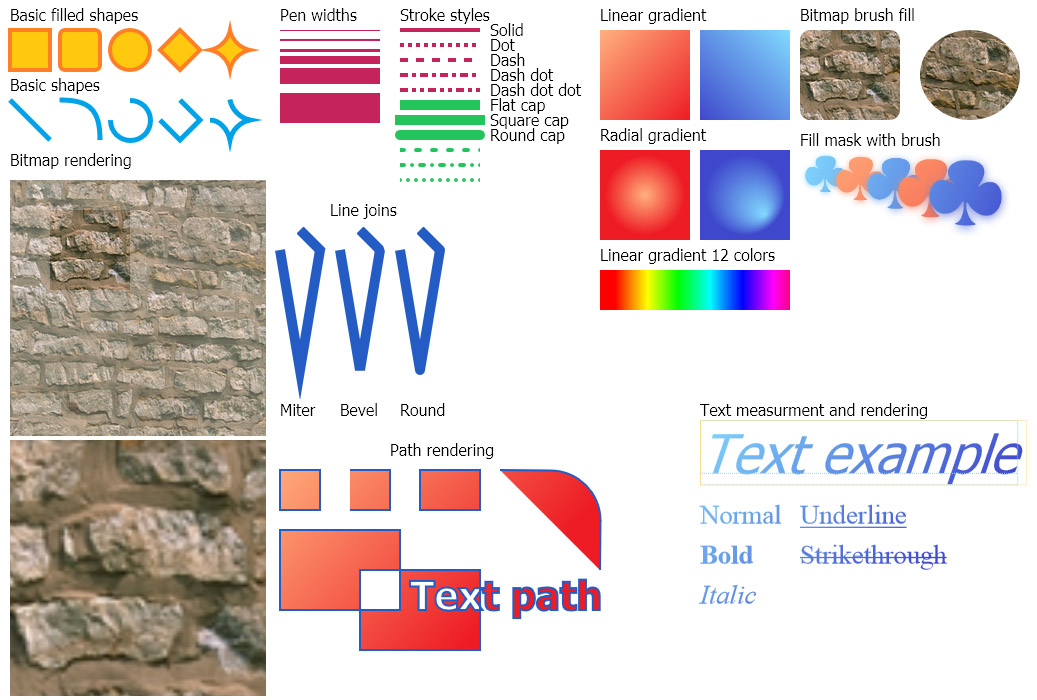 Basic filled shapes
Basic shapes
Bitmap rendering
Pen widths
Stroke styles
Solid
Dot
Dash
Dash dot
Dash dot dot
Flat cap
Square cap
Round cap
Line joins
Miter
Bevel
Round
Path rendering
Text path
Linear gradient
Radial gradient
Linear gradient 12 colors
Bitmap brush fill
Fill mask with brush
Text measurment and rendering
Text example
Normal
Underline
Bold
Strikethrough
Italic